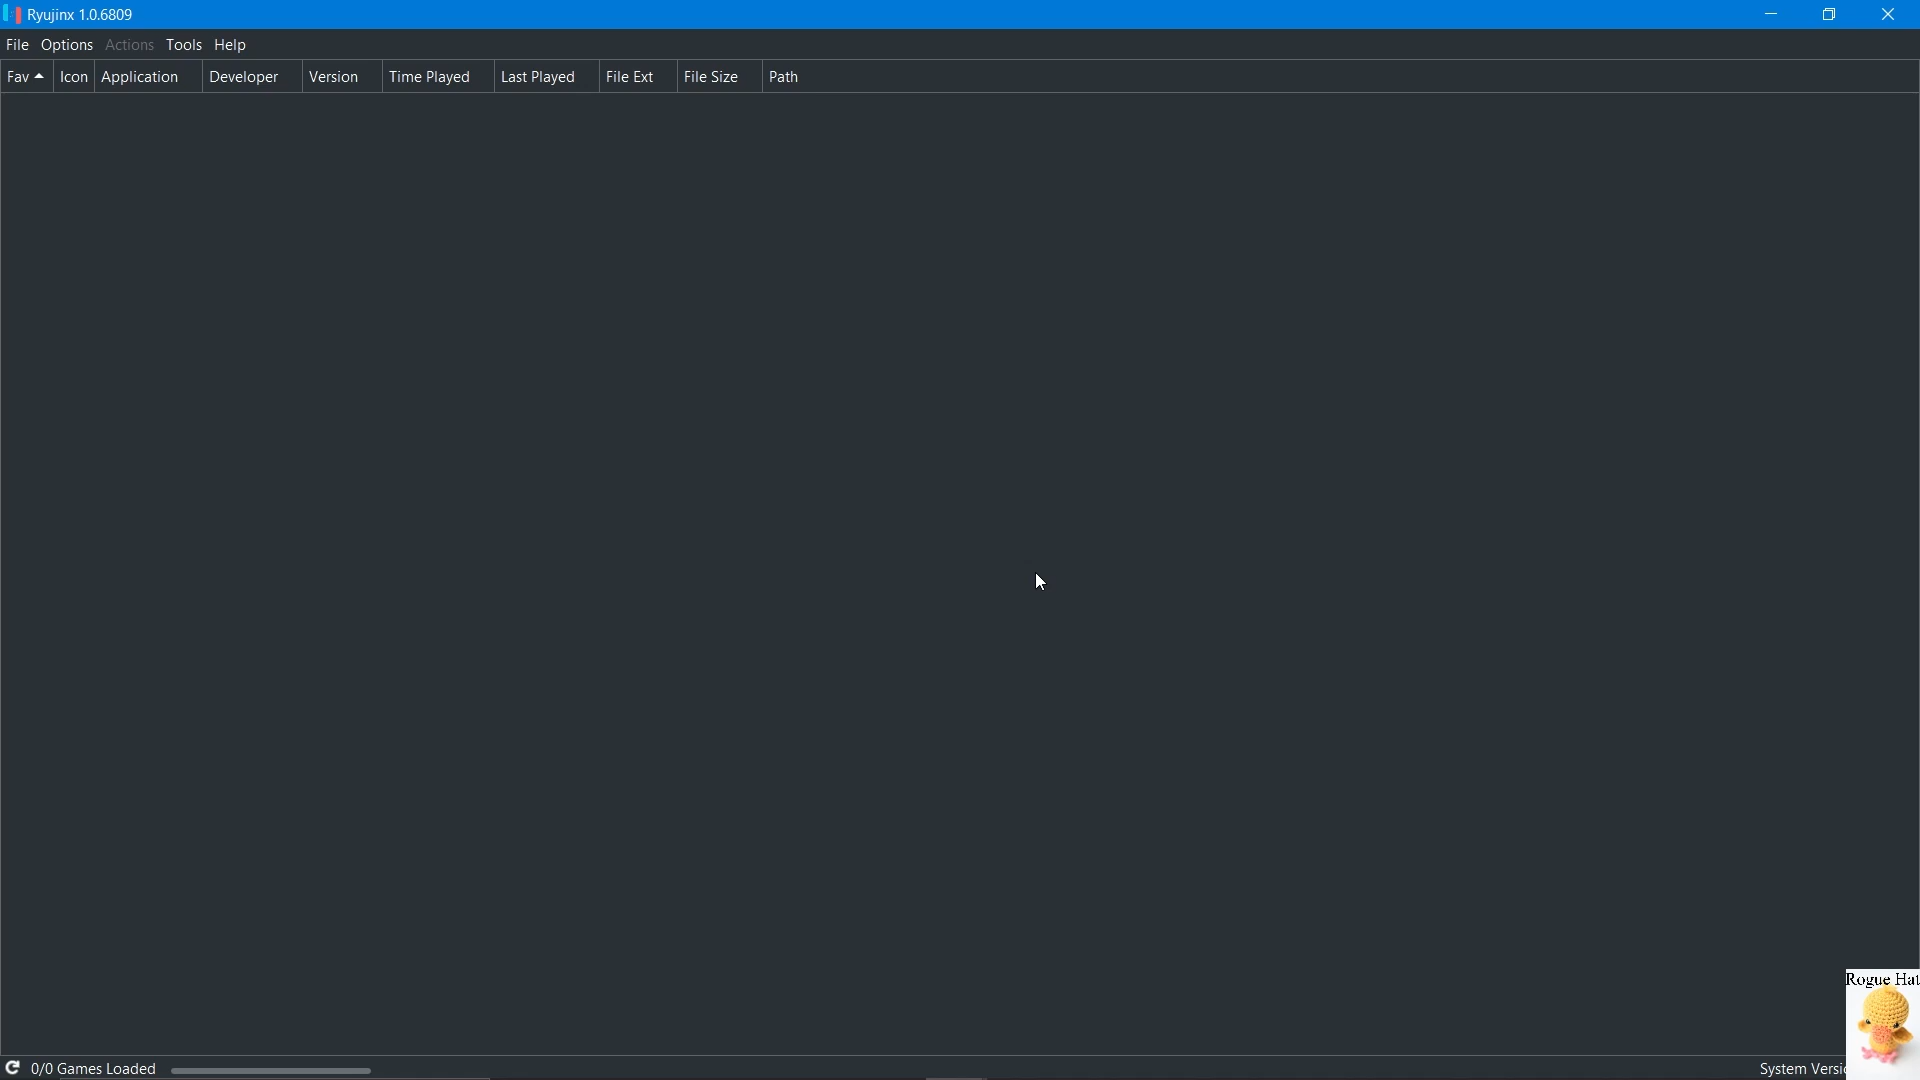 Ryujinx 1.0.6809
File Options Actions Tools Help
Fav Icon Application Developer Version Time Played Last Played File Ext File Size Path
Rogue Hat
0/0 Games Loaded
System Versi